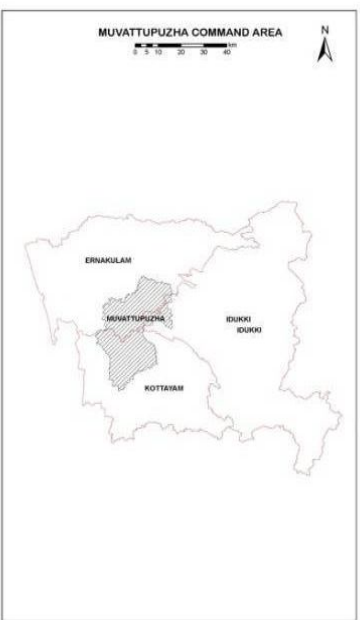 MUVATTUPUZHA COMMAND AREA
N
km
0 5 10 20 30 40
ERNAKULAM
MUVATTUPUZHA
IDUKKI
IDUKKI
KOTTAYAM